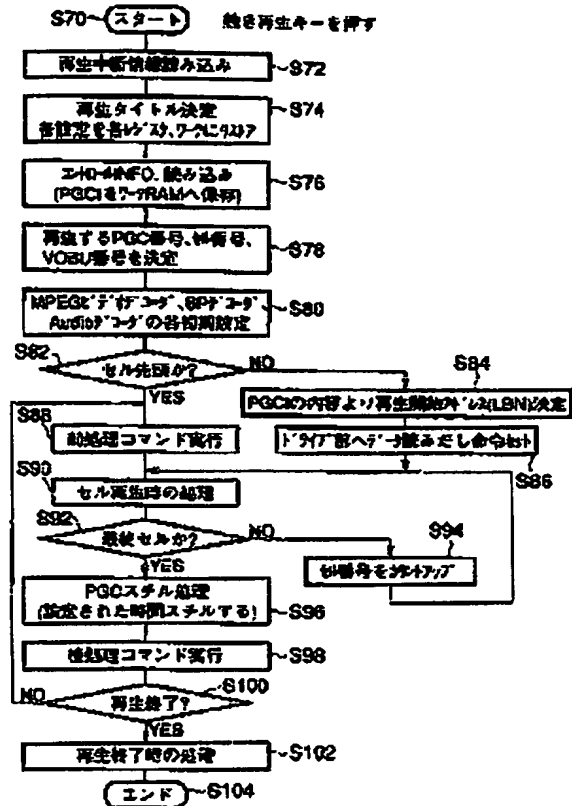 S70
スタート
続き再生キーを押す
再生中断情報読み込み
S72
再生タイトル決定
各設定を各レジスタ、ワークにリストア
S74
コントロールINFO.読み込み
(PGCIをワークRAMへ保存)
S76
再生するPGC番号、セル番号、
VOBU番号を決定
S78
MPEGビデオデコーダ、SPデコーダ
Audioデコーダの各初期設定
S80
S82
セル先頭か?
NO
YES
S84
PGCIの内容より再生開始アドレス(LBN)決定
S88
前処理コマンド実行
ドライブ部へデータ読みだし命令セット
S86
S90
セル再生時の処理
S92
最終セルか?
NO
YES
S94
セル番号をカウントアップ
PGCスチル処理
(設定された時間スチルする)
S96
後処理コマンド実行
S98
S100
NO
再生終了?
YES
再生終了時の処理
S102
エンド
S104